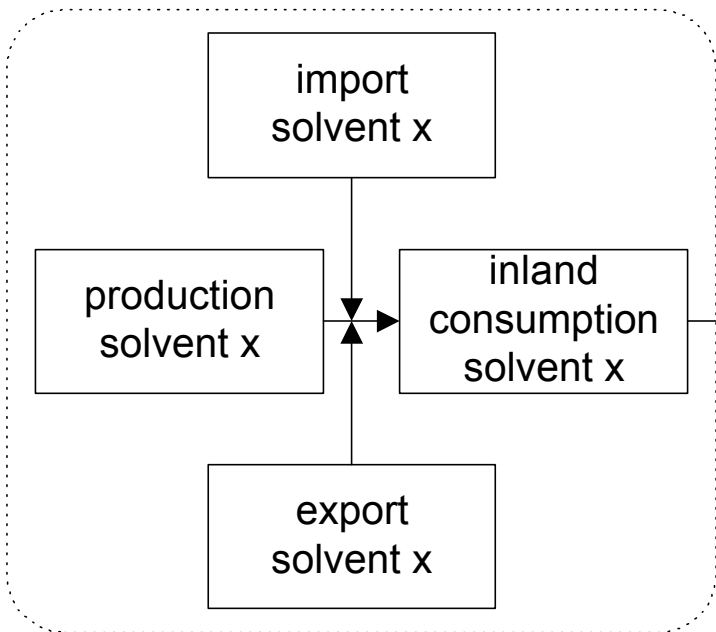 import
solvent x
production
solvent x
inland
consumption
solvent x
export
solvent x